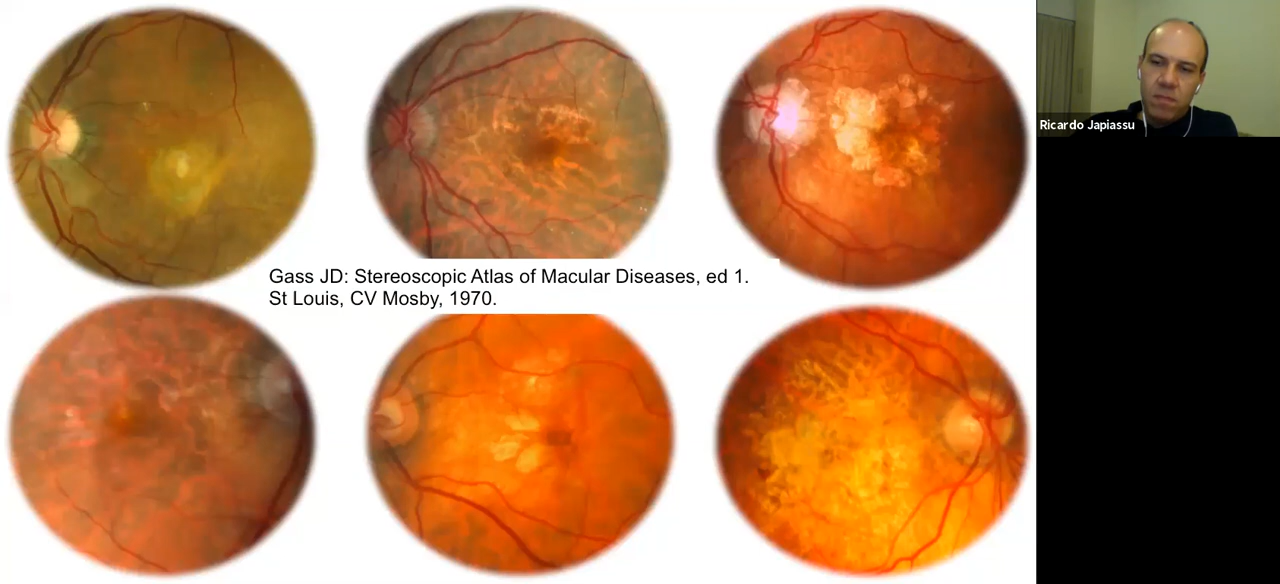 Ricardo Japiassu
Gass JD: Stereoscopic Atlas of Macular Diseases, ed 1.
St Louis, CV Mosby, 1970.